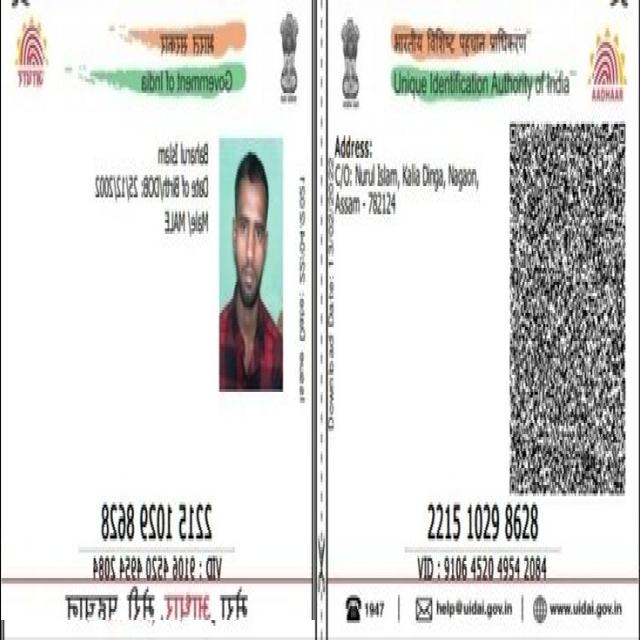 भारत सरकार
Government of India
Baharul Islam
Date of Birth/DOB: 25/12/2002
Male/ MALE
Issue Date:
2215 1029 8628
VID : 9106 4520 4954 2084
मेरा आधार, मेरी पहचान
Download Date:
भारतीय विशिष्ट पहचान प्राधिकरण
Unique Identification Authority of India
AADHAAR
Address:
C/O: Nurul Islam, Kalia Dinga, Nagaon,
Assam - 782124
2215 1029 8628
VID : 9106 4520 4954 2084
1947 | help@uidai.gov.in | www.uidai.gov.in